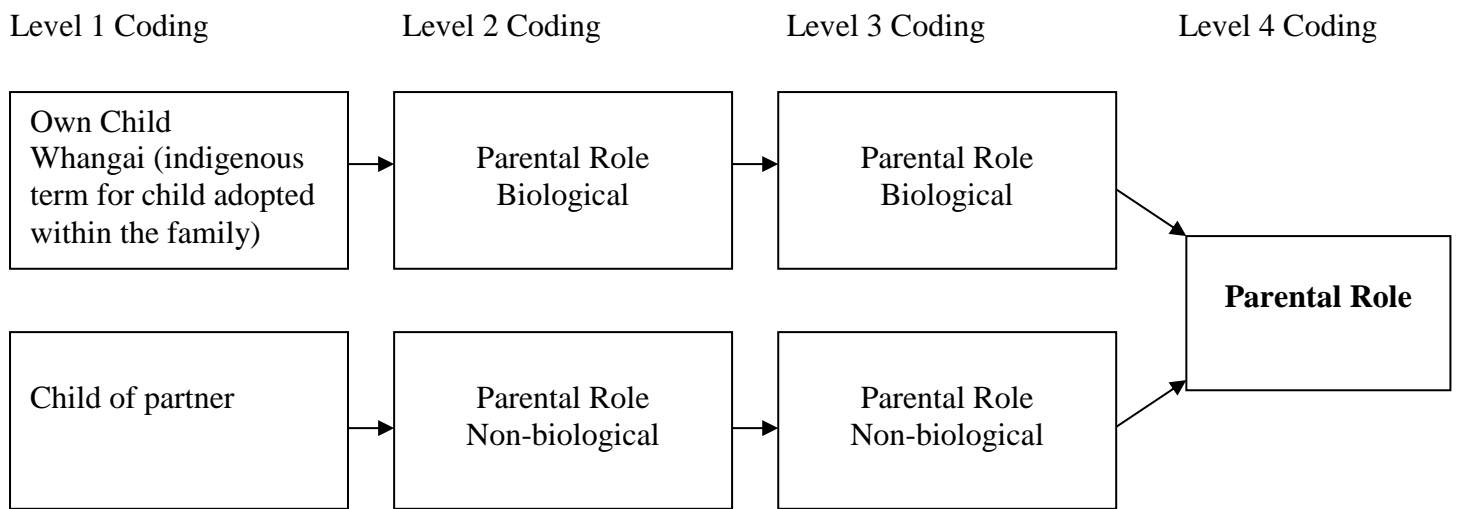 Level 1 Coding
Level 2 Coding
Level 3 Coding
Level 4 Coding
Own Child
Whangai (indigenous
term for child adopted
within the family)
Parental Role
Biological
Parental Role
Biological
Parental Role
Child of partner
Parental Role
Non-biological
Parental Role
Non-biological